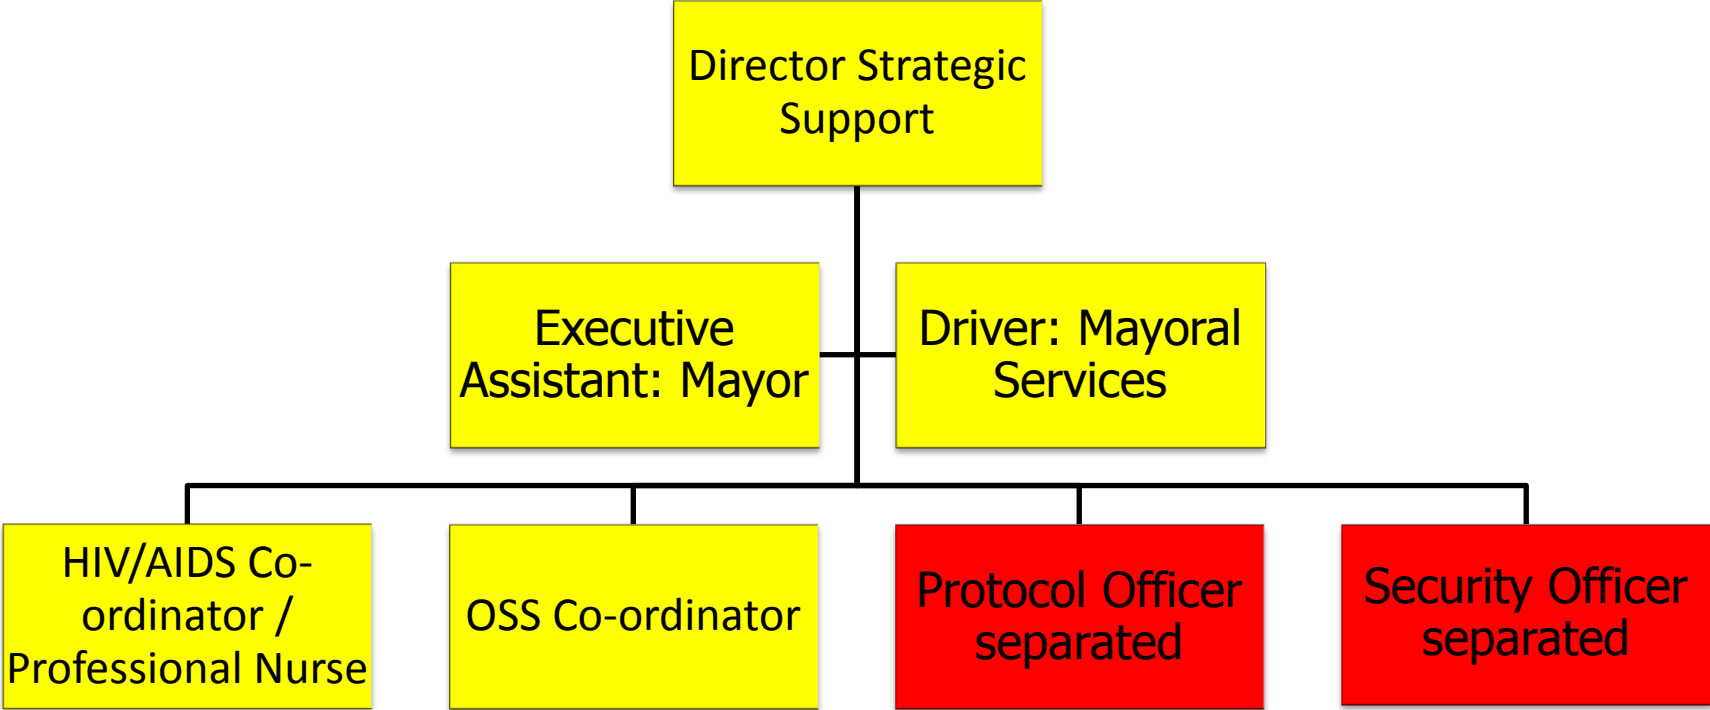 Director Strategic
Support
Executive
Assistant: Mayor
Driver: Mayoral
Services
HIV/AIDS Co-
ordinator /
Professional Nurse
OSS Co-ordinator
Protocol Officer
separated
Security Officer
separated